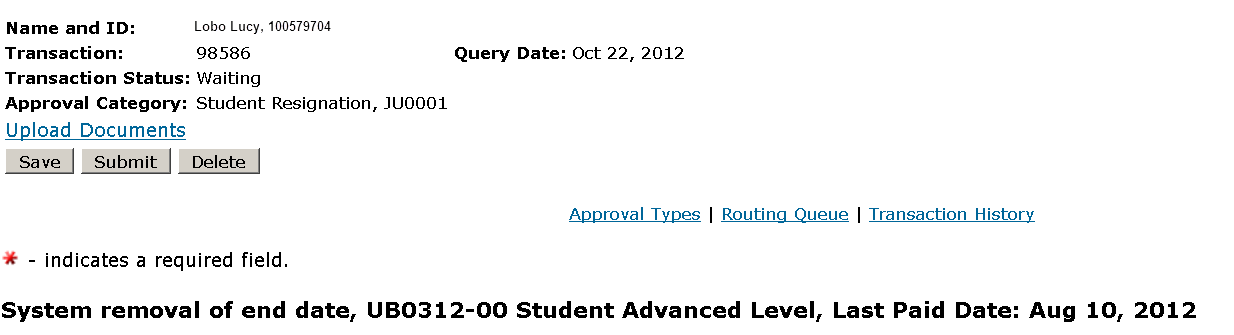 Name and ID: Lobo Lucy, 100579704
Transaction: 98586 Query Date: Oct 22, 2012
Transaction Status: Waiting
Approval Category: Student Resignation, JU0001
Upload Documents
Save Submit Delete
Approval Types | Routing Queue | Transaction History
* - indicates a required field.
System removal of end date, UB0312-00 Student Advanced Level, Last Paid Date: Aug 10, 2012